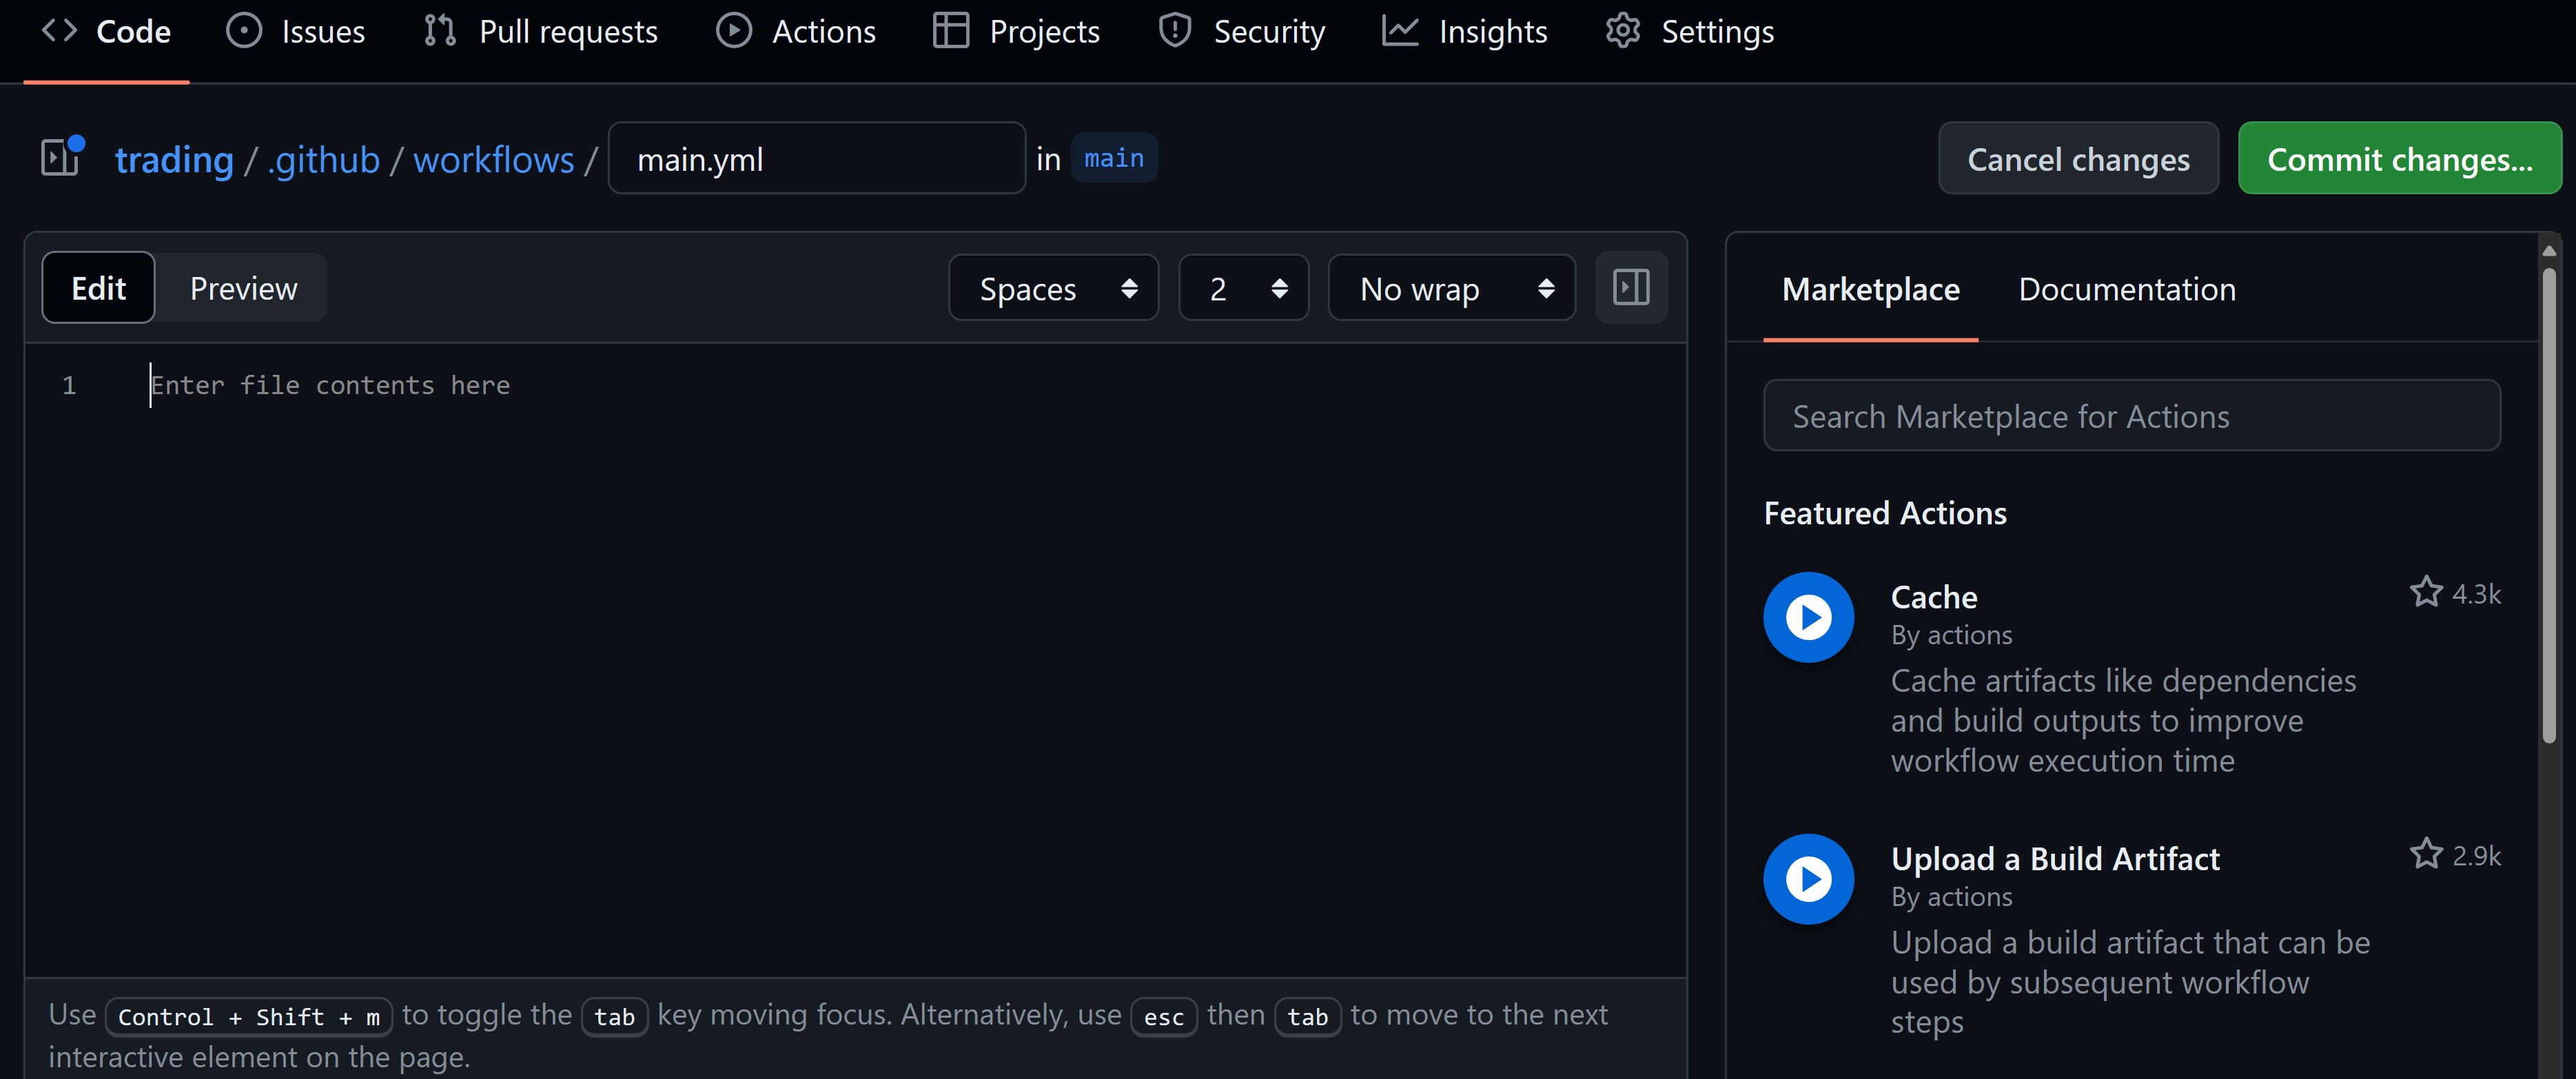 Code Issues Pull requests Actions Projects Security Insights Settings
trading / .github / workflows / main.yml in main
Cancel changes Commit changes...
Edit Preview Spaces 2 No wrap
1 Enter file contents here
Use Control + Shift + m to toggle the tab key moving focus. Alternatively, use esc then tab to move to the next
interactive element on the page.
Marketplace Documentation
Search Marketplace for Actions
Featured Actions
Cache 4.3k
By actions
Cache artifacts like dependencies
and build outputs to improve
workflow execution time
Upload a Build Artifact 2.9k
By actions
Upload a build artifact that can be
used by subsequent workflow
steps